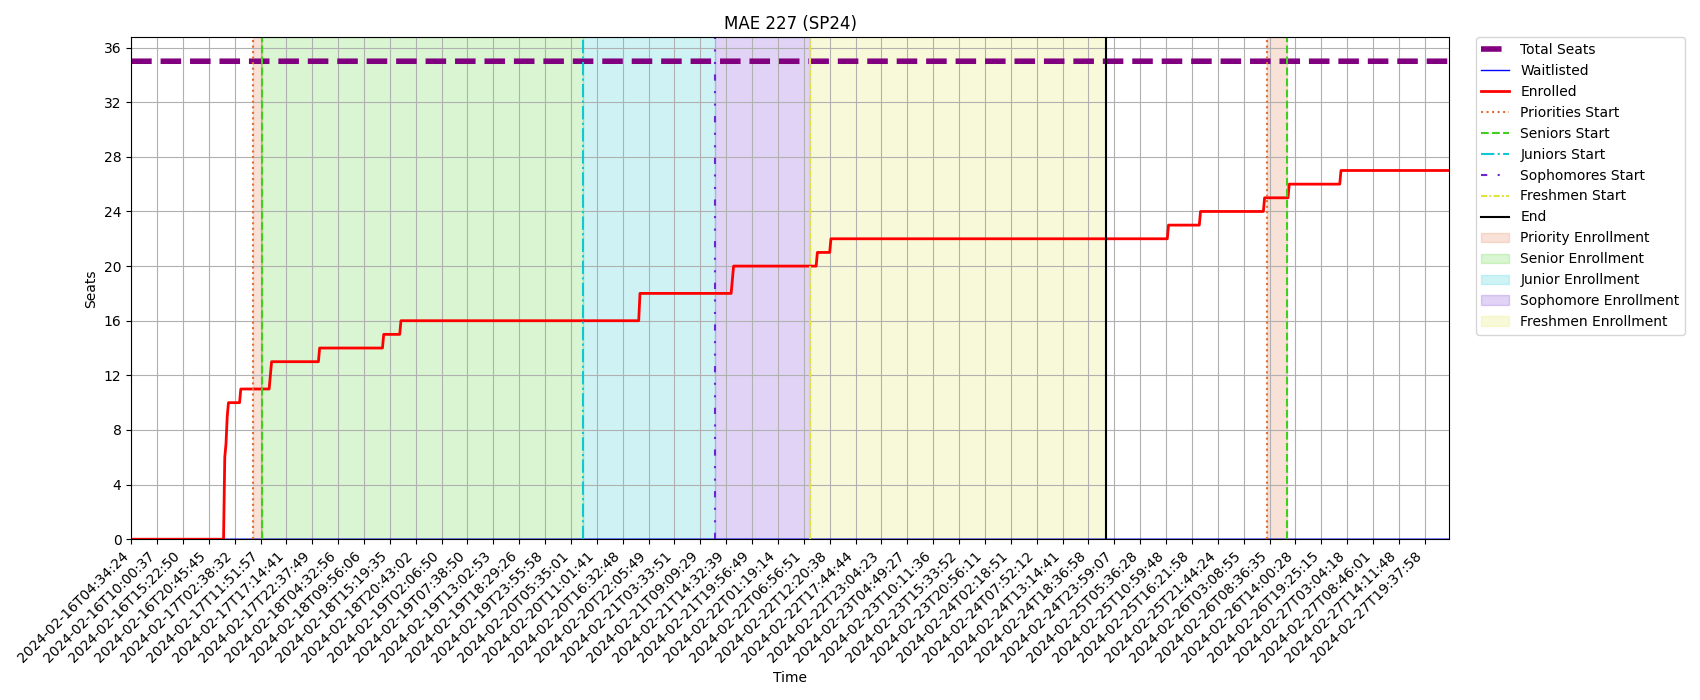 MAE 227 (SP24)
Seats
36
32
28
24
20
16
12
8
4
0
2024-02-16T04:34:24
2024-02-16T10:00:37
2024-02-16T15:22:50
2024-02-16T20:45:45
2024-02-17T02:38:32
2024-02-17T11:51:57
2024-02-17T17:14:41
2024-02-17T22:37:49
2024-02-18T04:32:56
2024-02-18T09:56:06
2024-02-18T15:19:35
2024-02-18T20:43:02
2024-02-19T02:06:50
2024-02-19T07:38:50
2024-02-19T13:02:53
2024-02-19T18:29:26
2024-02-19T23:55:58
2024-02-20T05:35:01
2024-02-20T11:01:41
2024-02-20T16:32:48
2024-02-20T22:05:49
2024-02-21T03:33:51
2024-02-21T09:09:29
2024-02-21T14:32:39
2024-02-21T19:56:49
2024-02-22T01:19:14
2024-02-22T06:56:51
2024-02-22T12:20:38
2024-02-22T17:44:44
2024-02-22T23:04:23
2024-02-23T04:49:27
2024-02-23T10:11:36
2024-02-23T15:33:52
2024-02-23T20:56:11
2024-02-24T02:18:51
2024-02-24T07:52:12
2024-02-24T13:14:41
2024-02-24T18:36:58
2024-02-24T23:59:07
2024-02-25T05:36:28
2024-02-25T10:59:48
2024-02-25T16:21:58
2024-02-25T21:44:24
2024-02-26T03:08:55
2024-02-26T08:36:35
2024-02-26T14:00:28
2024-02-26T19:25:15
2024-02-27T03:04:18
2024-02-27T08:46:01
2024-02-27T14:11:48
2024-02-27T19:37:58
Time
Total Seats
Waitlisted
Enrolled
Priorities Start
Seniors Start
Juniors Start
Sophomores Start
Freshmen Start
End
Priority Enrollment
Senior Enrollment
Junior Enrollment
Sophomore Enrollment
Freshmen Enrollment